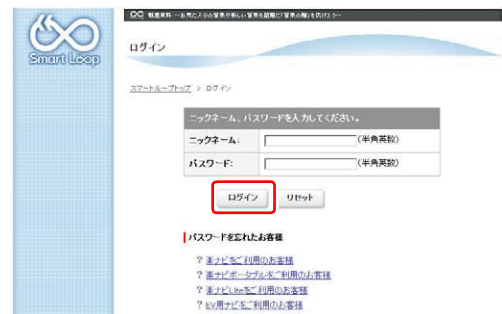 Smart Loop
ログイン
スマートループトップ > ログイン
ニックネーム、パスワードを入力してください。
ニックネーム: (半角英数)
パスワード: (半角英数)
ログイン リセット
パスワードを忘れたお客様
? 楽ナビをご利用のお客様
? 楽ナビポータブルをご利用のお客様
? 楽ナビLiteをご利用のお客様
? EV用ナビをご利用のお客様